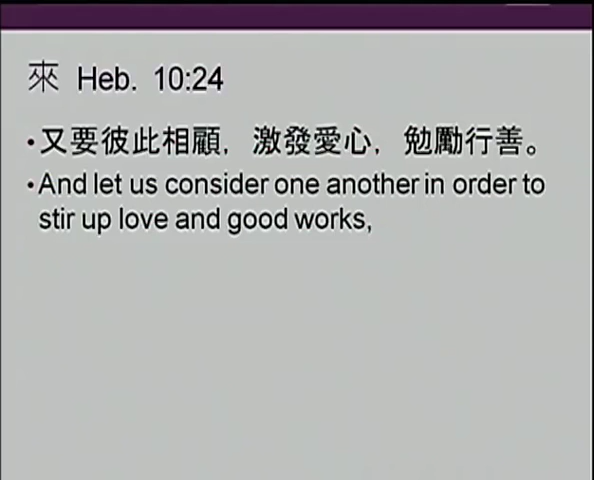 來 Heb. 10:24
•又要彼此相顧，激發愛心，勉勵行善。
•And let us consider one another in order to
stir up love and good works,